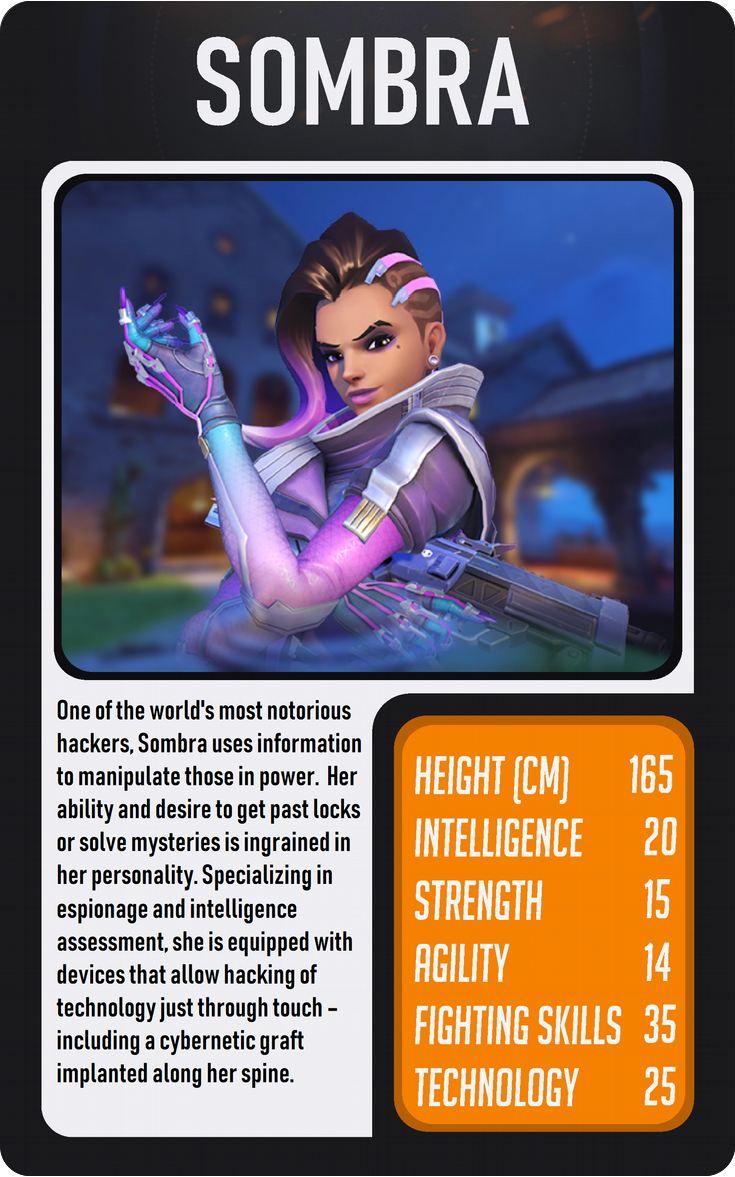 SOMBRA
One of the world's most notorious
hackers, Sombra uses information
to manipulate those in power.  Her
ability and desire to get past locks
or solve mysteries is ingrained in
her personality. Specializing in
espionage and intelligence
assessment, she is equipped with
devices that allow hacking of
technology just through touch –
including a cybernetic graft
implanted along her spine.
HEIGHT (CM) 165
INTELLIGENCE 20
STRENGTH 15
AGILITY 14
FIGHTING SKILLS 35
TECHNOLOGY 25